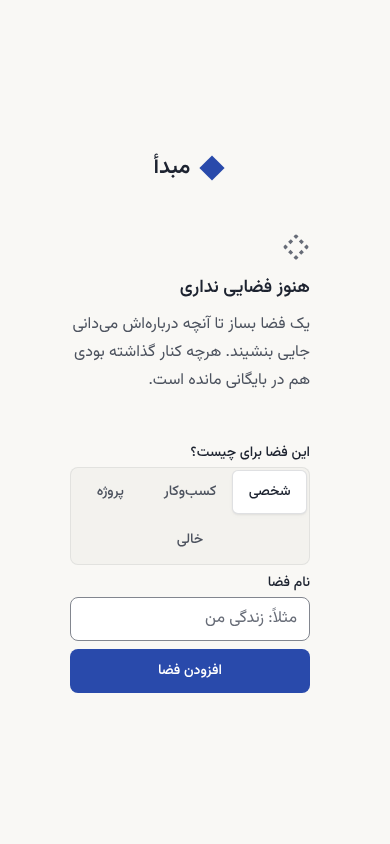 مبدأ
هنوز فضایی نداری
یک فضا بساز تا آنچه درباره‌اش می‌دانی
جایی بنشیند. هرچه کنار گذاشته بودی
هم در بایگانی مانده است.
این فضا برای چیست؟
شخصی کسب‌وکار پروژه
خالی
نام فضا
مثلاً: زندگی من
افزودن فضا